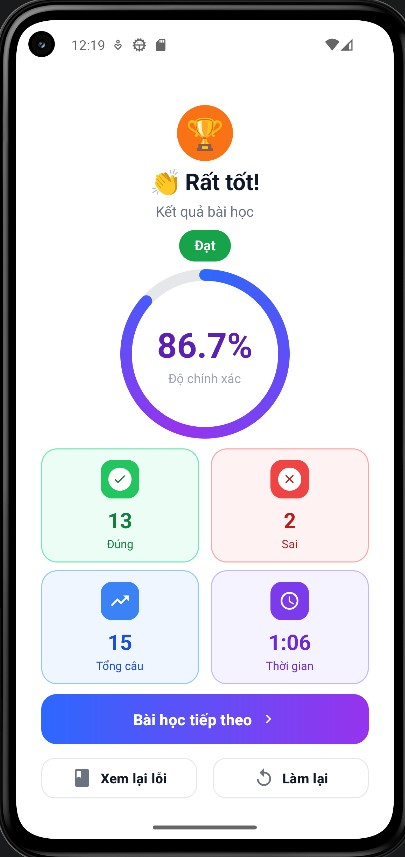 12:19
Rất tốt!
Kết quả bài học
Đạt
86.7%
Độ chính xác
13
Đúng
2
Sai
15
Tổng câu
1:06
Thời gian
Bài học tiếp theo
Xem lại lỗi
Làm lại